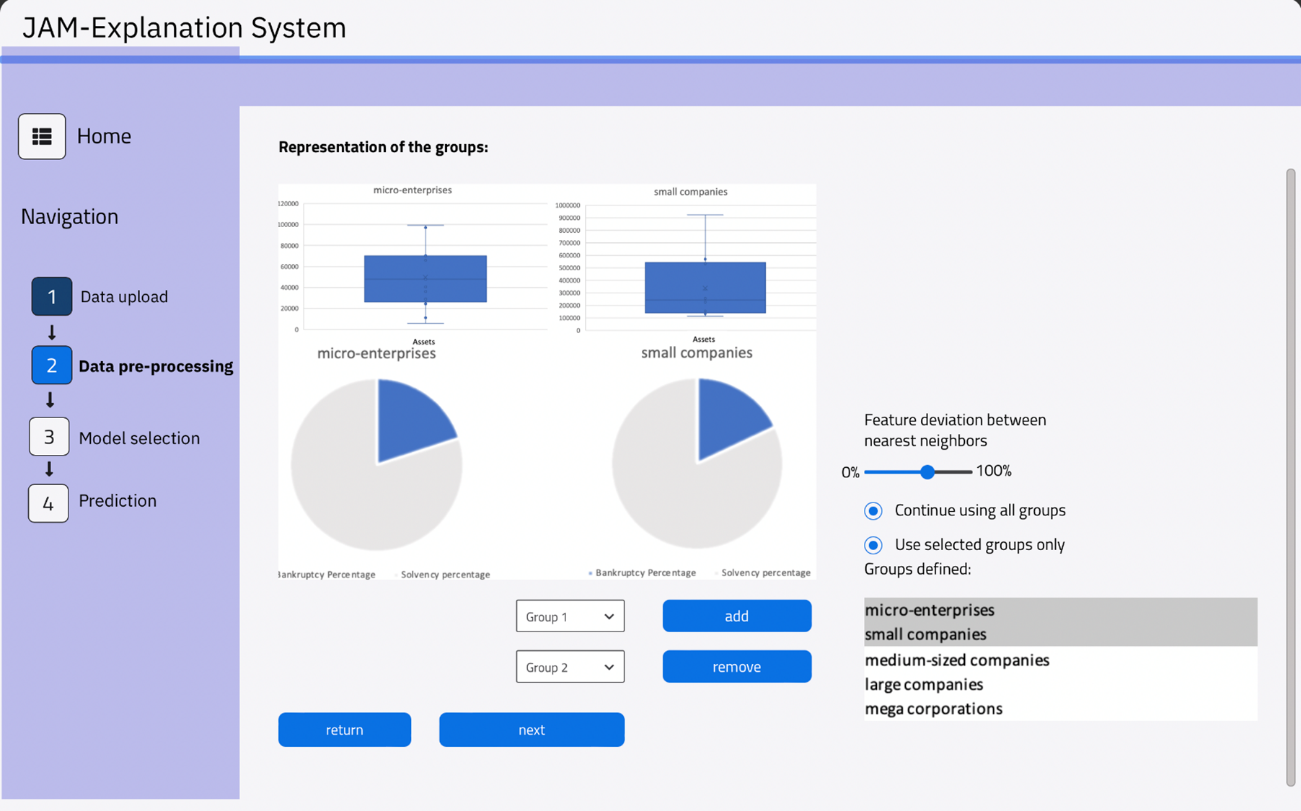 JAM-Explanation System
Home
Navigation
1 Data upload
2 Data pre-processing
3 Model selection
4 Prediction
Representation of the groups:
micro-enterprises
120000
100000
80000
60000
40000
20000
0
Assets
small companies
1000000
900000
800000
700000
600000
500000
400000
300000
200000
100000
0
Assets
micro-enterprises
Bankruptcy Percentage Solvency percentage
small companies
Bankruptcy Percentage Solvency percentage
Group 1 add
Group 2 remove
return next
Feature deviation between
nearest neighbors
0% 100%
Continue using all groups
Use selected groups only
Groups defined:
micro-enterprises
small companies
medium-sized companies
large companies
mega corporations